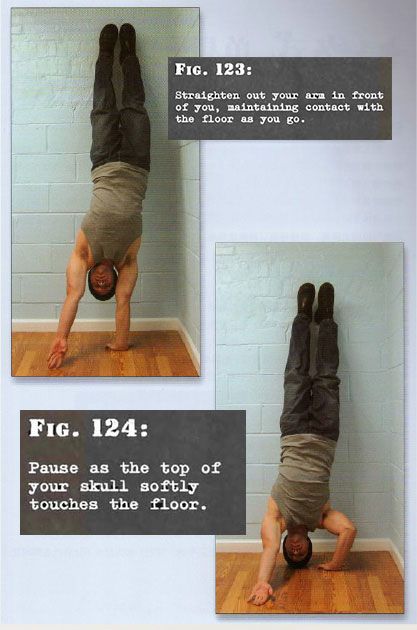 FIG. 123:
Straighten out your arm in front
of you, maintaining contact with
the floor as you go.
FIG. 124:
Pause as the top of
your skull softly
touches the floor.